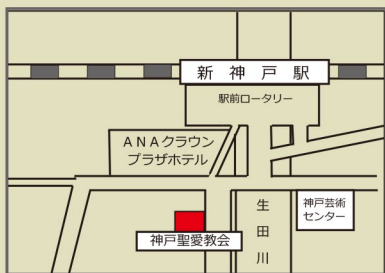 新神戸駅
駅前ロータリー
ANAクラウン
プラザホテル
生田川
神戸芸術
センター
神戸聖愛教会